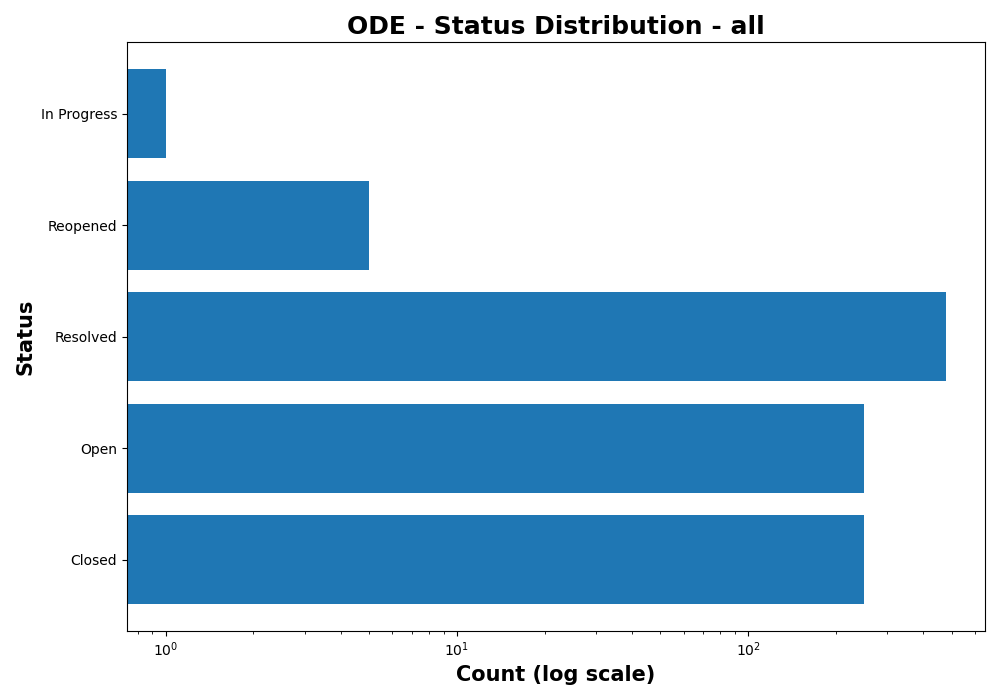 ODE - Status Distribution - all
In Progress
Reopened
Resolved
Open
Closed
Status
10⁰ 10¹ 10²
Count (log scale)